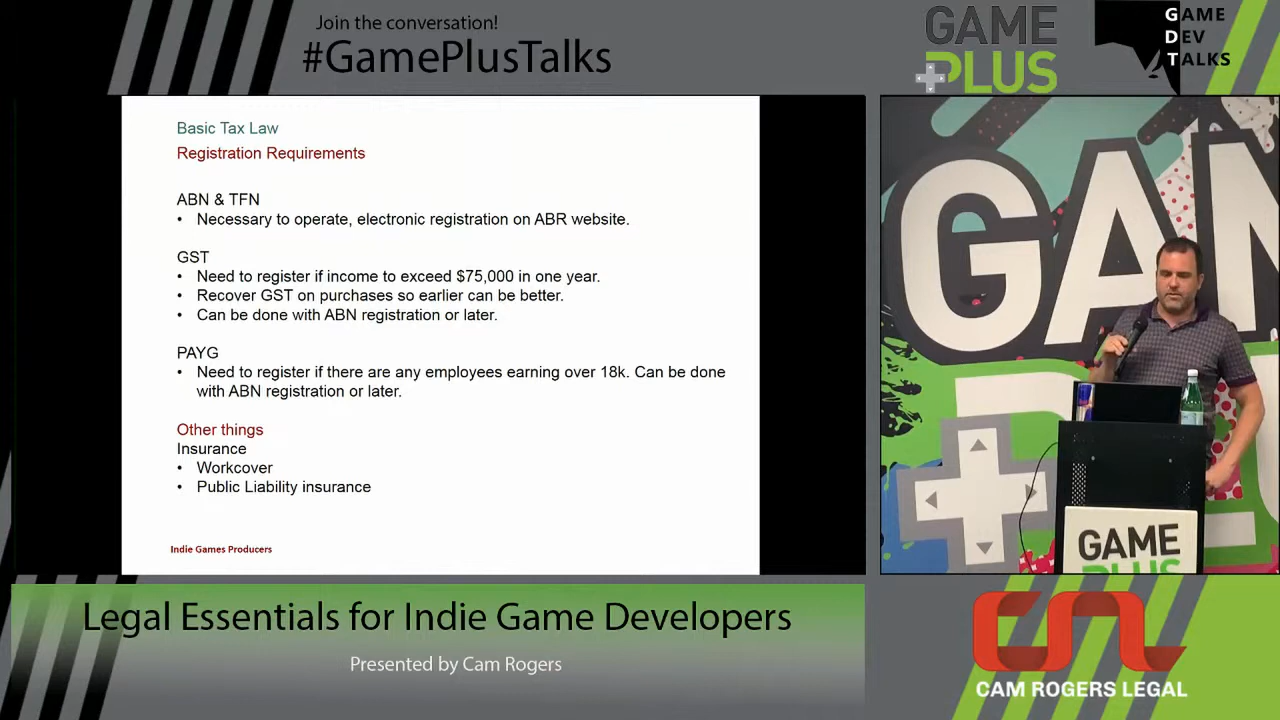 Join the conversation!
#GamePlusTalks
GAME
PLUS
GAME
DEV
TALKS
Basic Tax Law
Registration Requirements
ABN & TFN
• Necessary to operate, electronic registration on ABR website.
GST
• Need to register if income to exceed $75,000 in one year.
• Recover GST on purchases so earlier can be better.
• Can be done with ABN registration or later.
PAYG
• Need to register if there are any employees earning over 18k. Can be done
with ABN registration or later.
Other things
Insurance
• Workcover
• Public Liability insurance
Indie Games Producers
GAM
GAME
PLUS
Legal Essentials for Indie Game Developers
Presented by Cam Rogers
CAM ROGERS LEGAL